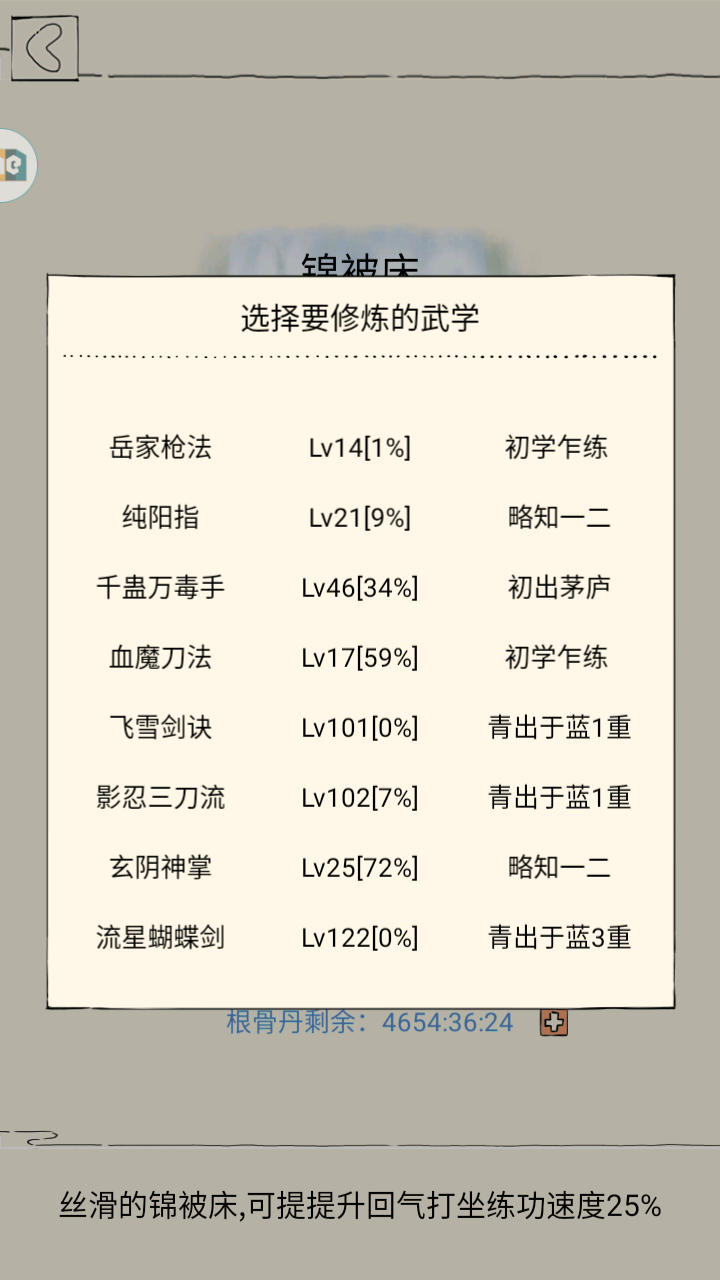 锦被床
选择要修炼的武学
岳家枪法 Lv14[1%] 初学乍练
纯阳指 Lv21[9%] 略知一二
千蛊万毒手 Lv46[34%] 初出茅庐
血魔刀法 Lv17[59%] 初学乍练
飞雪剑诀 Lv101[0%] 青出于蓝1重
影忍三刀流 Lv102[7%] 青出于蓝1重
玄阴神掌 Lv25[72%] 略知一二
流星蝴蝶剑 Lv122[0%] 青出于蓝3重
根骨丹剩余：4654:36:24
丝滑的锦被床,可提提升回气打坐练功速度25%